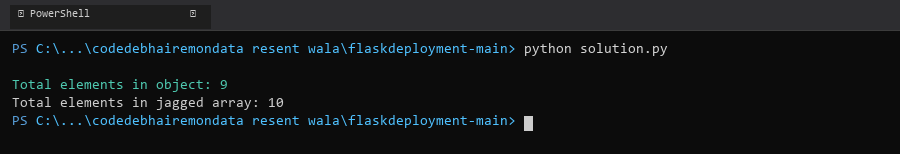 PowerShell
PS C:\...\codedebhairemondata resent wala\flaskdeployment-main> python solution.py
Total elements in object: 9
Total elements in jagged array: 10
PS C:\...\codedebhairemondata resent wala\flaskdeployment-main>